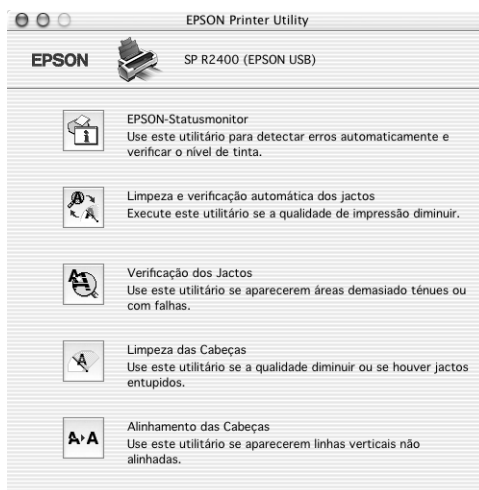 EPSON Printer Utility
EPSON
SP R2400 (EPSON USB)
EPSON-Statusmonitor
Use este utilitário para detectar erros automaticamente e
verificar o nível de tinta.
Limpeza e verificação automática dos jactos
Execute este utilitário se a qualidade de impressão diminuir.
Verificação dos Jactos
Use este utilitário se aparecerem áreas demasiado ténues ou
com falhas.
Limpeza das Cabeças
Use este utilitário se a qualidade diminuir ou se houver jactos
entupidos.
Alinhamento das Cabeças
Use este utilitário se aparecerem linhas verticais não
alinhadas.